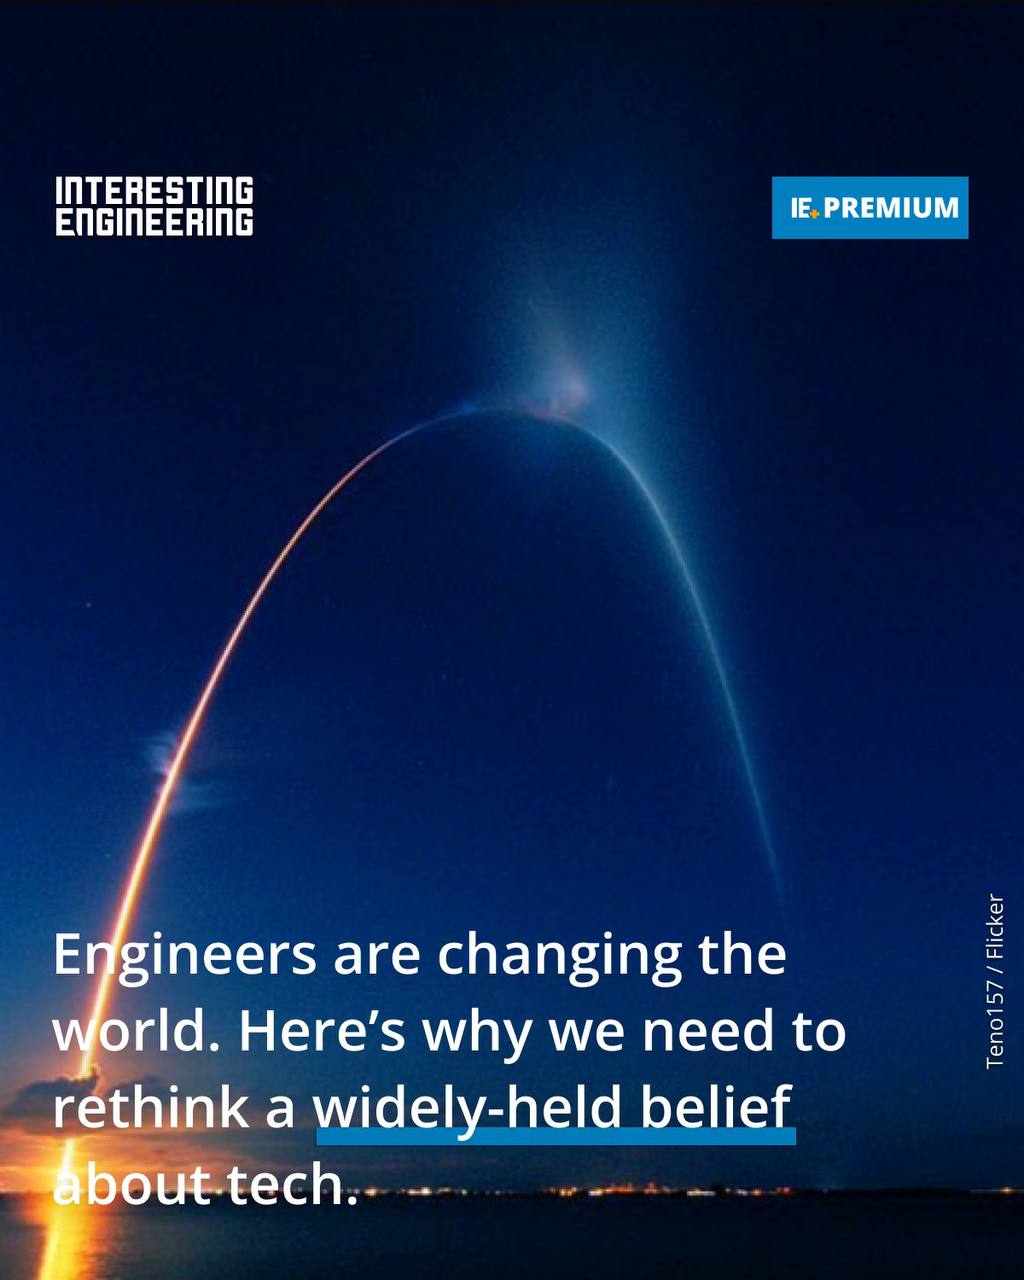 INTERESTING
ENGINEERING
IE+ PREMIUM
Engineers are changing the
world. Here’s why we need to
rethink a widely-held belief
about tech.
Teno157 / Flicker